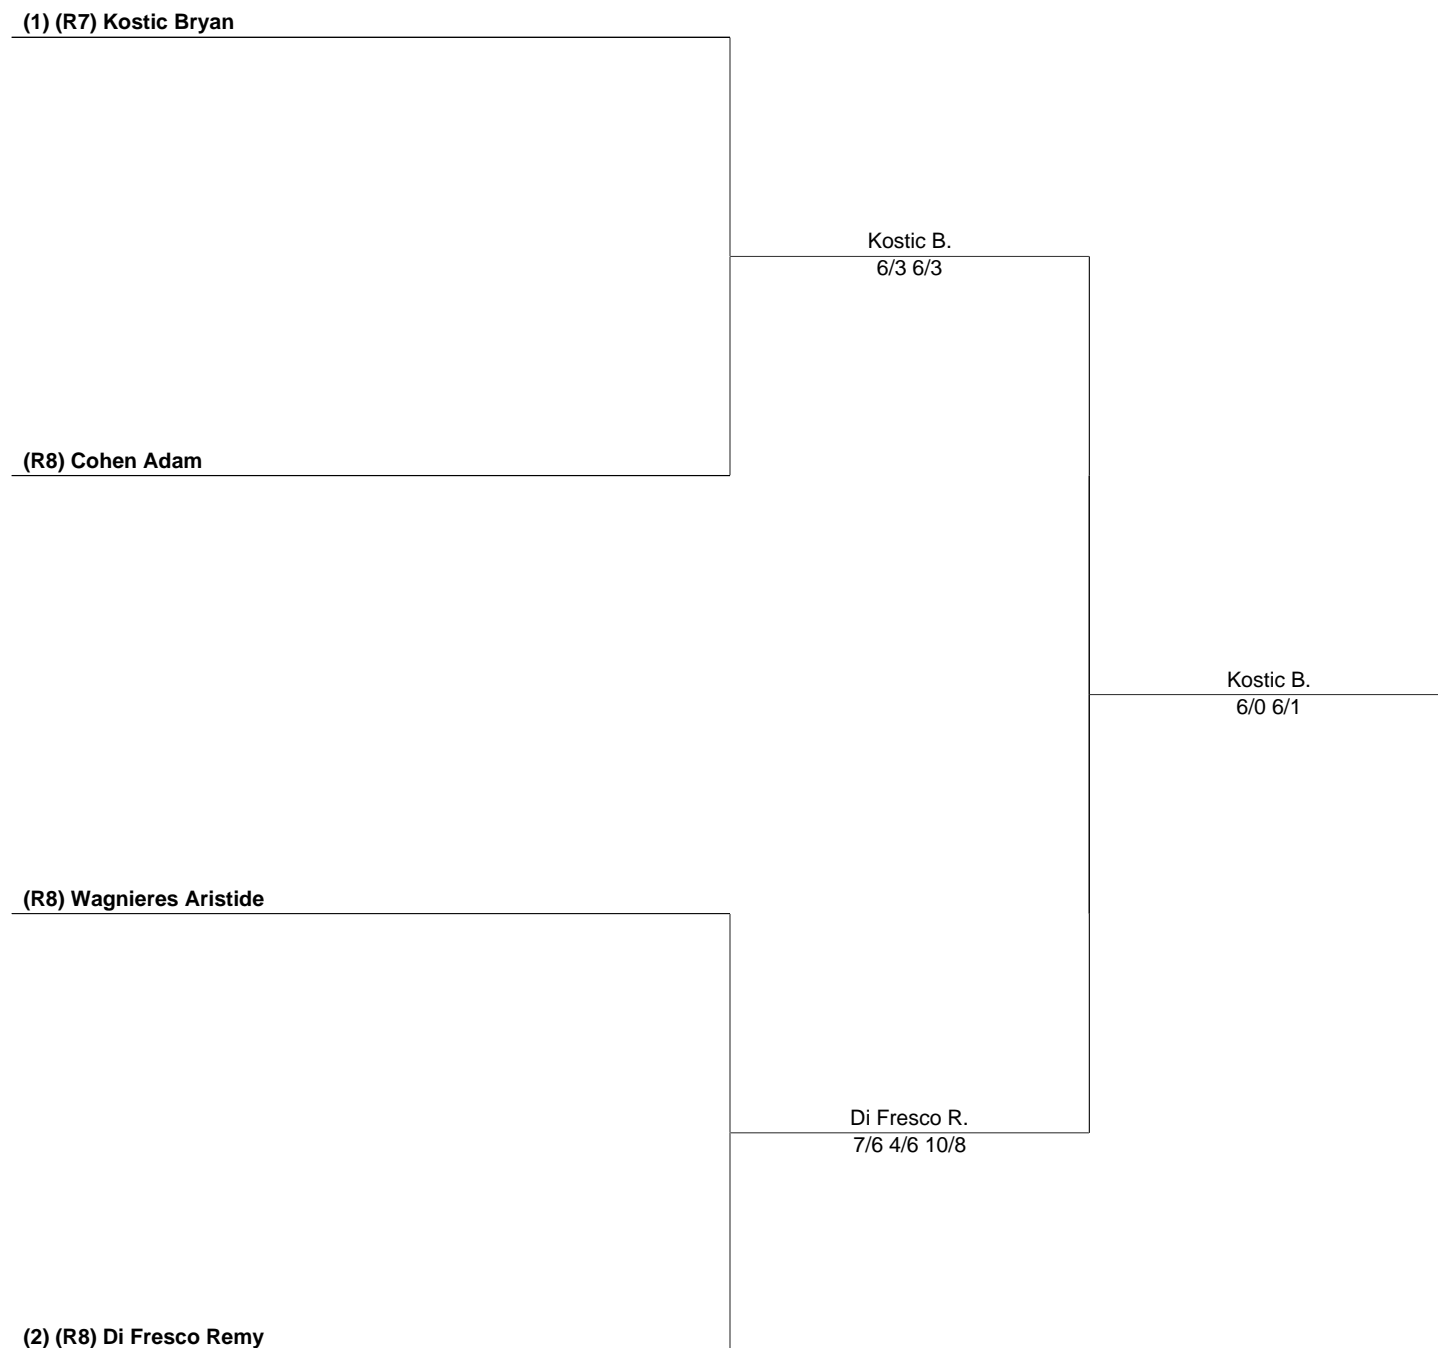 (1) (R7) Kostic Bryan
Kostic B.
6/3 6/3
(R8) Cohen Adam
Kostic B.
6/0 6/1
(R8) Wagnieres Aristide
Di Fresco R.
7/6 4/6 10/8
(2) (R8) Di Fresco Remy